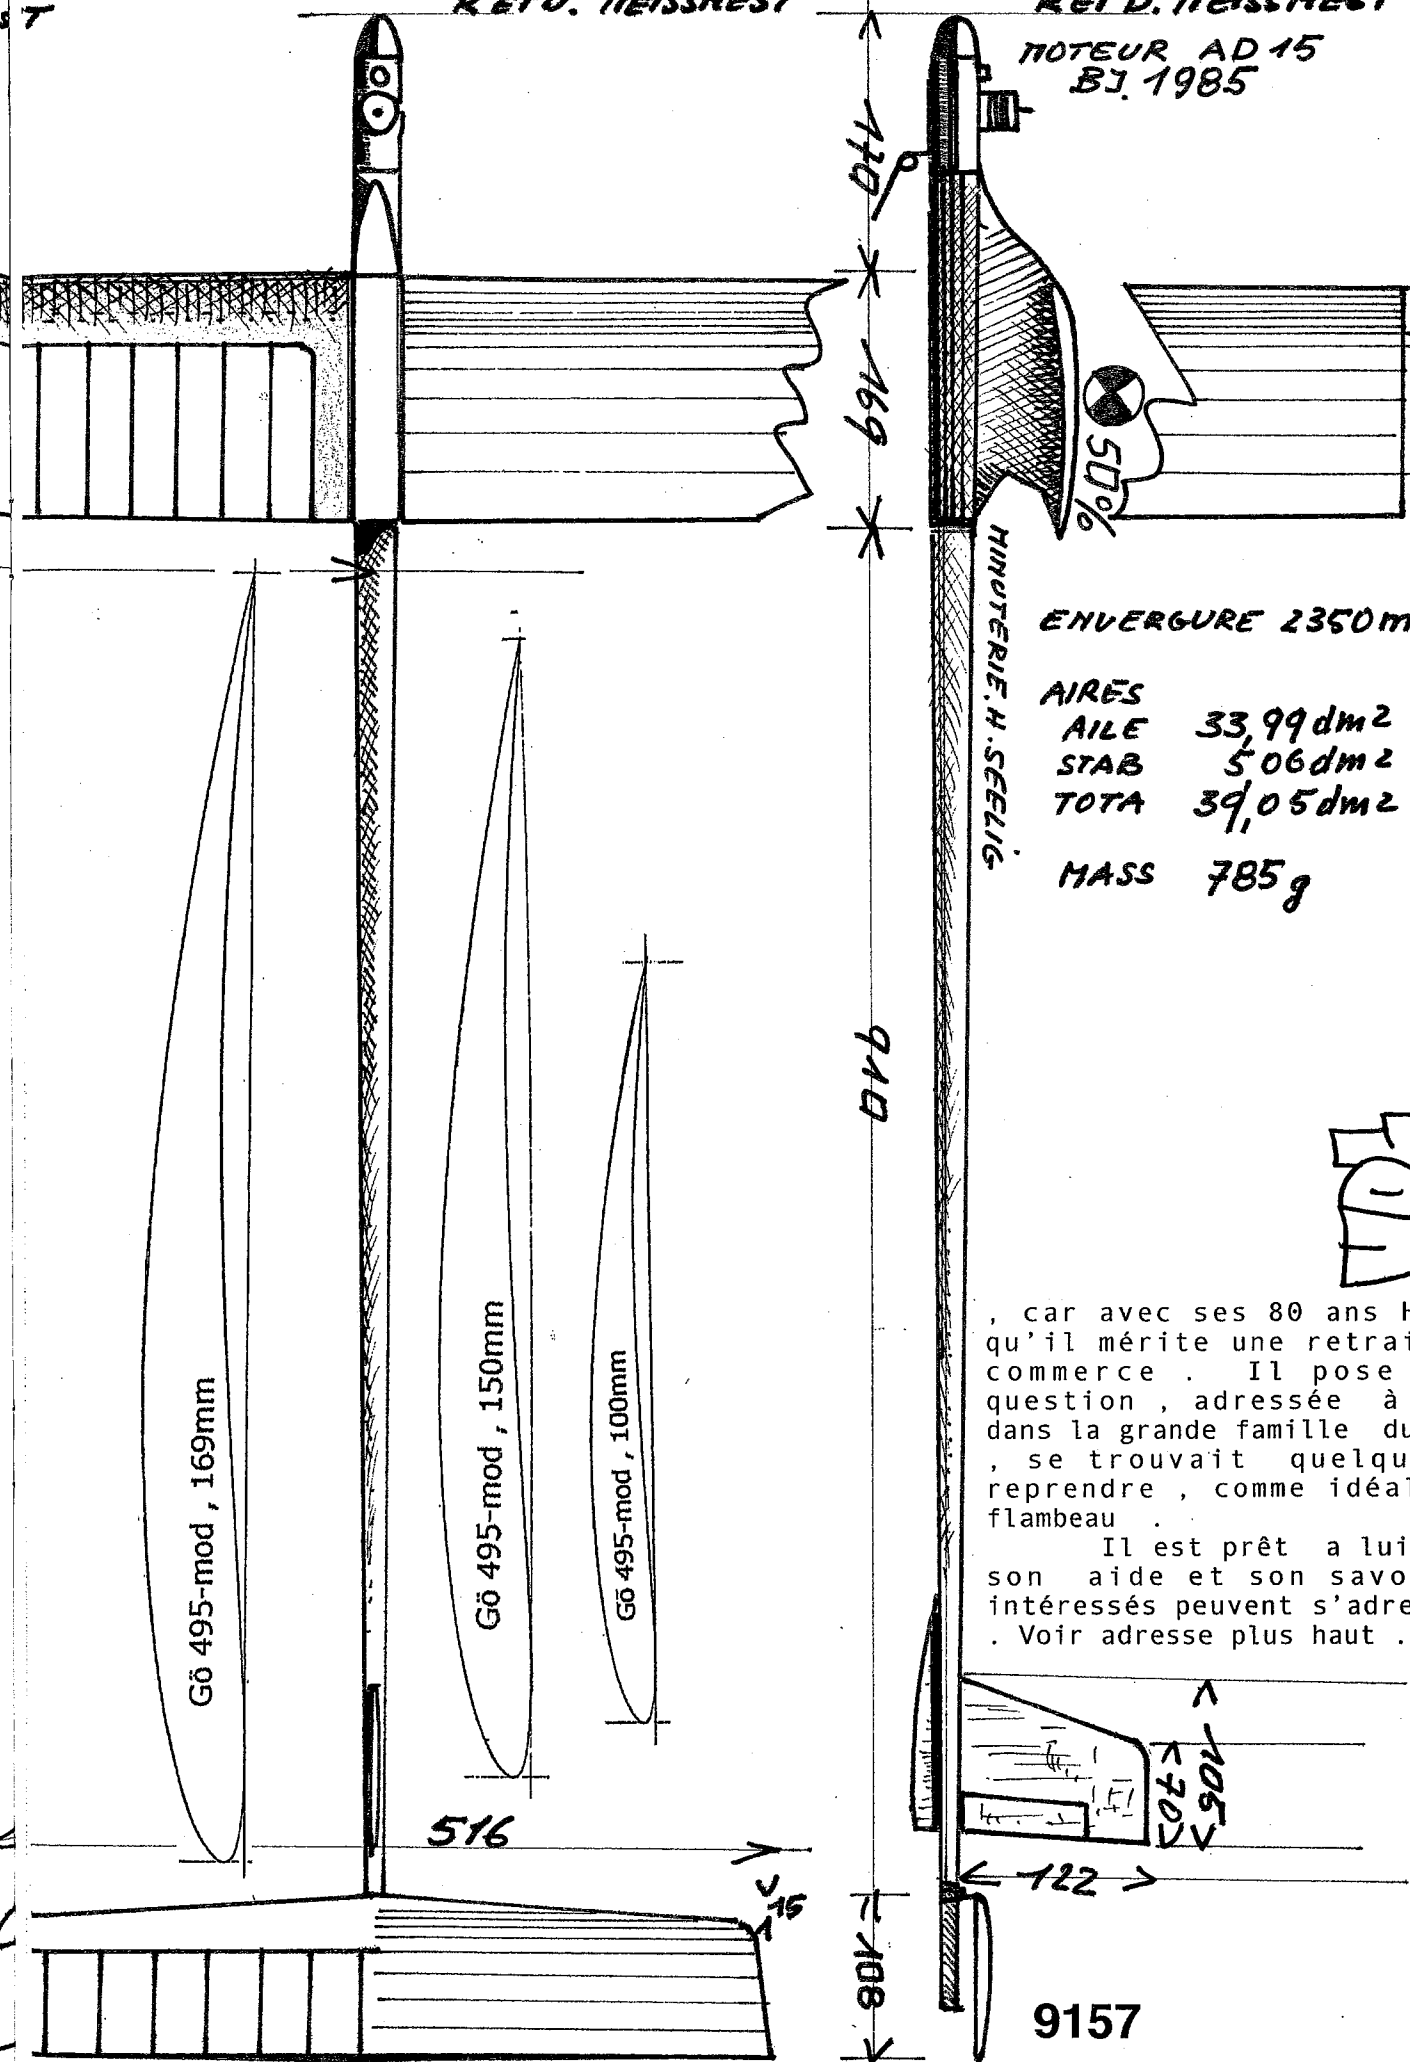 MOTEUR AD 15
BJ. 1985
170
169
50%
MINUTERIE. H. SEELIG
ENVERGURE 2350m
AIRES
AILE 33,99 dm2
STAB 5 06 dm2
TOTA 39,05 dm2
MASS 785 g
910
Gö 495-mod , 169mm
Gö 495-mod , 150mm
Gö 495-mod , 100mm
, car avec ses 80 ans H
qu'il mérite une retrai
commerce . Il pose
question , adressée à
dans la grande famille du
, se trouvait quelqu
reprendre , comme idéal
flambeau .
Il est prêt a lui
son aide et son savo
intéressés peuvent s'adre
. Voir adresse plus haut .
516
15
105
70
122
108
9157